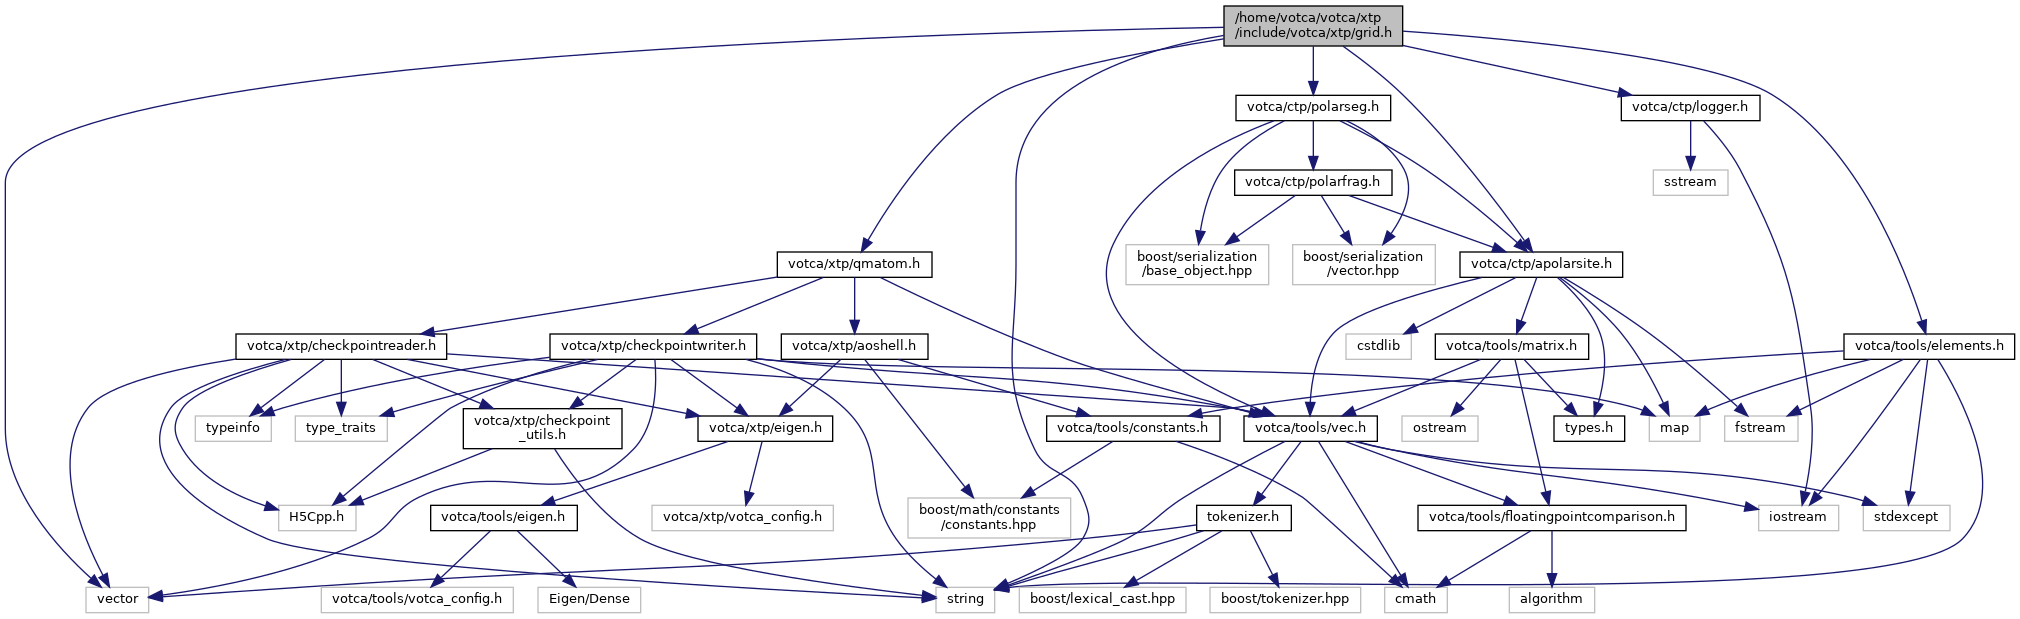 /home/votca/votca/xtp
/include/votca/xtp/grid.h
votca/ctp/polarseg.h
votca/ctp/logger.h
votca/ctp/polarfrag.h
sstream
votca/xtp/qmatom.h
boost/serialization
/base_object.hpp
boost/serialization
/vector.hpp
votca/ctp/apolarsite.h
votca/xtp/checkpointreader.h
votca/xtp/checkpointwriter.h
votca/xtp/aoshell.h
cstdlib
votca/tools/matrix.h
votca/tools/elements.h
typeinfo
type_traits
votca/xtp/checkpoint
_utils.h
votca/xtp/eigen.h
votca/tools/constants.h
votca/tools/vec.h
ostream
types.h
map
fstream
H5Cpp.h
votca/tools/eigen.h
votca/xtp/votca_config.h
boost/math/constants
/constants.hpp
tokenizer.h
votca/tools/floatingpointcomparison.h
iostream
stdexcept
vector
votca/tools/votca_config.h
Eigen/Dense
string
boost/lexical_cast.hpp
boost/tokenizer.hpp
cmath
algorithm